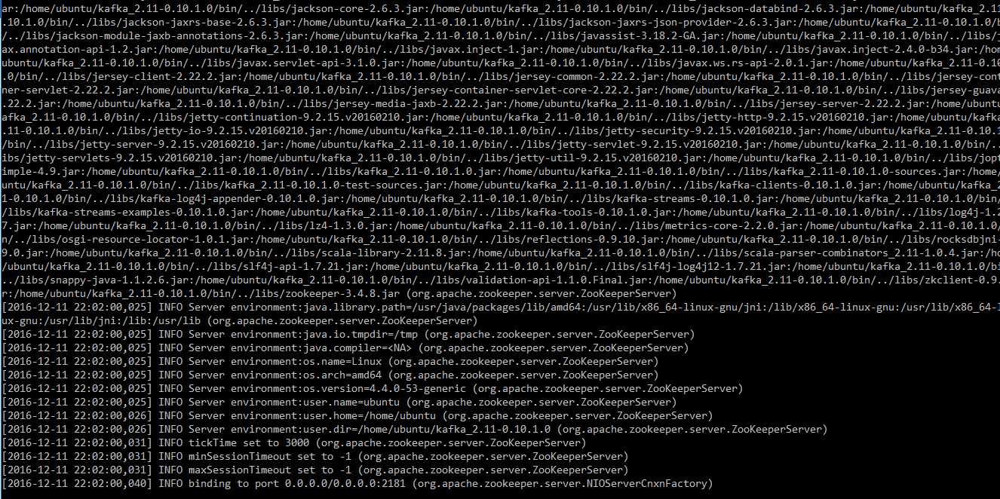 ar:/home/ubuntu/kafka_2.11-0.10.1.0/bin/../libs/jackson-core-2.6.3.jar:/home/ubuntu/kafka_2.11-0.10.1.0/bin/../libs/jackson-databind-2.6.3.jar:/home/ubuntu/kafka_2.11
.10.1.0/bin/../libs/jackson-jaxrs-base-2.6.3.jar:/home/ubuntu/kafka_2.11-0.10.1.0/bin/../libs/jackson-jaxrs-json-provider-2.6.3.jar:/home/ubuntu/kafka_2.11-0.10.1.0/b
/../libs/jackson-module-jaxb-annotations-2.6.3.jar:/home/ubuntu/kafka_2.11-0.10.1.0/bin/../libs/javassist-3.18.2-GA.jar:/home/ubuntu/kafka_2.11-0.10.1.0/bin/../libs/j
ax.annotation-api-1.2.jar:/home/ubuntu/kafka_2.11-0.10.1.0/bin/../libs/javax.inject-1.jar:/home/ubuntu/kafka_2.11-0.10.1.0/bin/../libs/javax.inject-2.4.0-b34.jar:/hom
ubuntu/kafka_2.11-0.10.1.0/bin/../libs/javax.servlet-api-3.1.0.jar:/home/ubuntu/kafka_2.11-0.10.1.0/bin/../libs/javax.ws.rs-api-2.0.1.jar:/home/ubuntu/kafka_2.11-0.10
.0/bin/../libs/jersey-client-2.22.2.jar:/home/ubuntu/kafka_2.11-0.10.1.0/bin/../libs/jersey-common-2.22.2.jar:/home/ubuntu/kafka_2.11-0.10.1.0/bin/../libs/jersey-cont
ner-servlet-2.22.2.jar:/home/ubuntu/kafka_2.11-0.10.1.0/bin/../libs/jersey-container-servlet-core-2.22.2.jar:/home/ubuntu/kafka_2.11-0.10.1.0/bin/../libs/jersey-guava
.22.2.jar:/home/ubuntu/kafka_2.11-0.10.1.0/bin/../libs/jersey-media-jaxb-2.22.2.jar:/home/ubuntu/kafka_2.11-0.10.1.0/bin/../libs/jersey-server-2.22.2.jar:/home/ubuntu
afka_2.11-0.10.1.0/bin/../libs/jetty-continuation-9.2.15.v20160210.jar:/home/ubuntu/kafka_2.11-0.10.1.0/bin/../libs/jetty-http-9.2.15.v20160210.jar:/home/ubuntu/kafka
.11-0.10.1.0/bin/../libs/jetty-io-9.2.15.v20160210.jar:/home/ubuntu/kafka_2.11-0.10.1.0/bin/../libs/jetty-security-9.2.15.v20160210.jar:/home/ubuntu/kafka_2.11-0.10.1
/bin/../libs/jetty-server-9.2.15.v20160210.jar:/home/ubuntu/kafka_2.11-0.10.1.0/bin/../libs/jetty-servlet-9.2.15.v20160210.jar:/home/ubuntu/kafka_2.11-0.10.1.0/bin/..
ibs/jetty-servlets-9.2.15.v20160210.jar:/home/ubuntu/kafka_2.11-0.10.1.0/bin/../libs/jetty-util-9.2.15.v20160210.jar:/home/ubuntu/kafka_2.11-0.10.1.0/bin/../libs/jopt
imple-4.9.jar:/home/ubuntu/kafka_2.11-0.10.1.0/bin/../libs/kafka_2.11-0.10.1.0.jar:/home/ubuntu/kafka_2.11-0.10.1.0/bin/../libs/kafka_2.11-0.10.1.0-sources.jar:/home/
untu/kafka_2.11-0.10.1.0/bin/../libs/kafka_2.11-0.10.1.0-test-sources.jar:/home/ubuntu/kafka_2.11-0.10.1.0/bin/../libs/kafka-clients-0.10.1.0.jar:/home/ubuntu/kafka_2
1-0.10.1.0/bin/../libs/kafka-log4j-appender-0.10.1.0.jar:/home/ubuntu/kafka_2.11-0.10.1.0/bin/../libs/kafka-streams-0.10.1.0.jar:/home/ubuntu/kafka_2.11-0.10.1.0/bin/
/libs/kafka-streams-examples-0.10.1.0.jar:/home/ubuntu/kafka_2.11-0.10.1.0/bin/../libs/kafka-tools-0.10.1.0.jar:/home/ubuntu/kafka_2.11-0.10.1.0/bin/../libs/log4j-1.2
7.jar:/home/ubuntu/kafka_2.11-0.10.1.0/bin/../libs/lz4-1.3.0.jar:/home/ubuntu/kafka_2.11-0.10.1.0/bin/../libs/metrics-core-2.2.0.jar:/home/ubuntu/kafka_2.11-0.10.1.0/
n/../libs/osgi-resource-locator-1.0.1.jar:/home/ubuntu/kafka_2.11-0.10.1.0/bin/../libs/reflections-0.9.10.jar:/home/ubuntu/kafka_2.11-0.10.1.0/bin/../libs/rocksdbjni-
9.0.jar:/home/ubuntu/kafka_2.11-0.10.1.0/bin/../libs/scala-library-2.11.8.jar:/home/ubuntu/kafka_2.11-0.10.1.0/bin/../libs/scala-parser-combinators_2.11-1.0.4.jar:/ho
/ubuntu/kafka_2.11-0.10.1.0/bin/../libs/slf4j-api-1.7.21.jar:/home/ubuntu/kafka_2.11-0.10.1.0/bin/../libs/slf4j-log4j12-1.7.21.jar:/home/ubuntu/kafka_2.11-0.10.1.0/bi
../libs/snappy-java-1.1.2.6.jar:/home/ubuntu/kafka_2.11-0.10.1.0/bin/../libs/validation-api-1.1.0.Final.jar:/home/ubuntu/kafka_2.11-0.10.1.0/bin/../libs/zkclient-0.9.
r:/home/ubuntu/kafka_2.11-0.10.1.0/bin/../libs/zookeeper-3.4.8.jar (org.apache.zookeeper.server.ZooKeeperServer)
[2016-12-11 22:02:00,025] INFO Server environment:java.library.path=/usr/java/packages/lib/amd64:/usr/lib/x86_64-linux-gnu/jni:/lib/x86_64-linux-gnu:/usr/lib/x86_64-l
ux-gnu:/usr/lib/jni:/lib:/usr/lib (org.apache.zookeeper.server.ZooKeeperServer)
[2016-12-11 22:02:00,025] INFO Server environment:java.io.tmpdir=/tmp (org.apache.zookeeper.server.ZooKeeperServer)
[2016-12-11 22:02:00,025] INFO Server environment:java.compiler=<NA> (org.apache.zookeeper.server.ZooKeeperServer)
[2016-12-11 22:02:00,025] INFO Server environment:os.name=Linux (org.apache.zookeeper.server.ZooKeeperServer)
[2016-12-11 22:02:00,025] INFO Server environment:os.arch=amd64 (org.apache.zookeeper.server.ZooKeeperServer)
[2016-12-11 22:02:00,025] INFO Server environment:os.version=4.4.0-53-generic (org.apache.zookeeper.server.ZooKeeperServer)
[2016-12-11 22:02:00,025] INFO Server environment:user.name=ubuntu (org.apache.zookeeper.server.ZooKeeperServer)
[2016-12-11 22:02:00,026] INFO Server environment:user.home=/home/ubuntu (org.apache.zookeeper.server.ZooKeeperServer)
[2016-12-11 22:02:00,026] INFO Server environment:user.dir=/home/ubuntu/kafka_2.11-0.10.1.0 (org.apache.zookeeper.server.ZooKeeperServer)
[2016-12-11 22:02:00,031] INFO tickTime set to 3000 (org.apache.zookeeper.server.ZooKeeperServer)
[2016-12-11 22:02:00,031] INFO minSessionTimeout set to -1 (org.apache.zookeeper.server.ZooKeeperServer)
[2016-12-11 22:02:00,031] INFO maxSessionTimeout set to -1 (org.apache.zookeeper.server.ZooKeeperServer)
[2016-12-11 22:02:00,040] INFO binding to port 0.0.0.0/0.0.0.0:2181 (org.apache.zookeeper.server.NIOServerCnxnFactory)